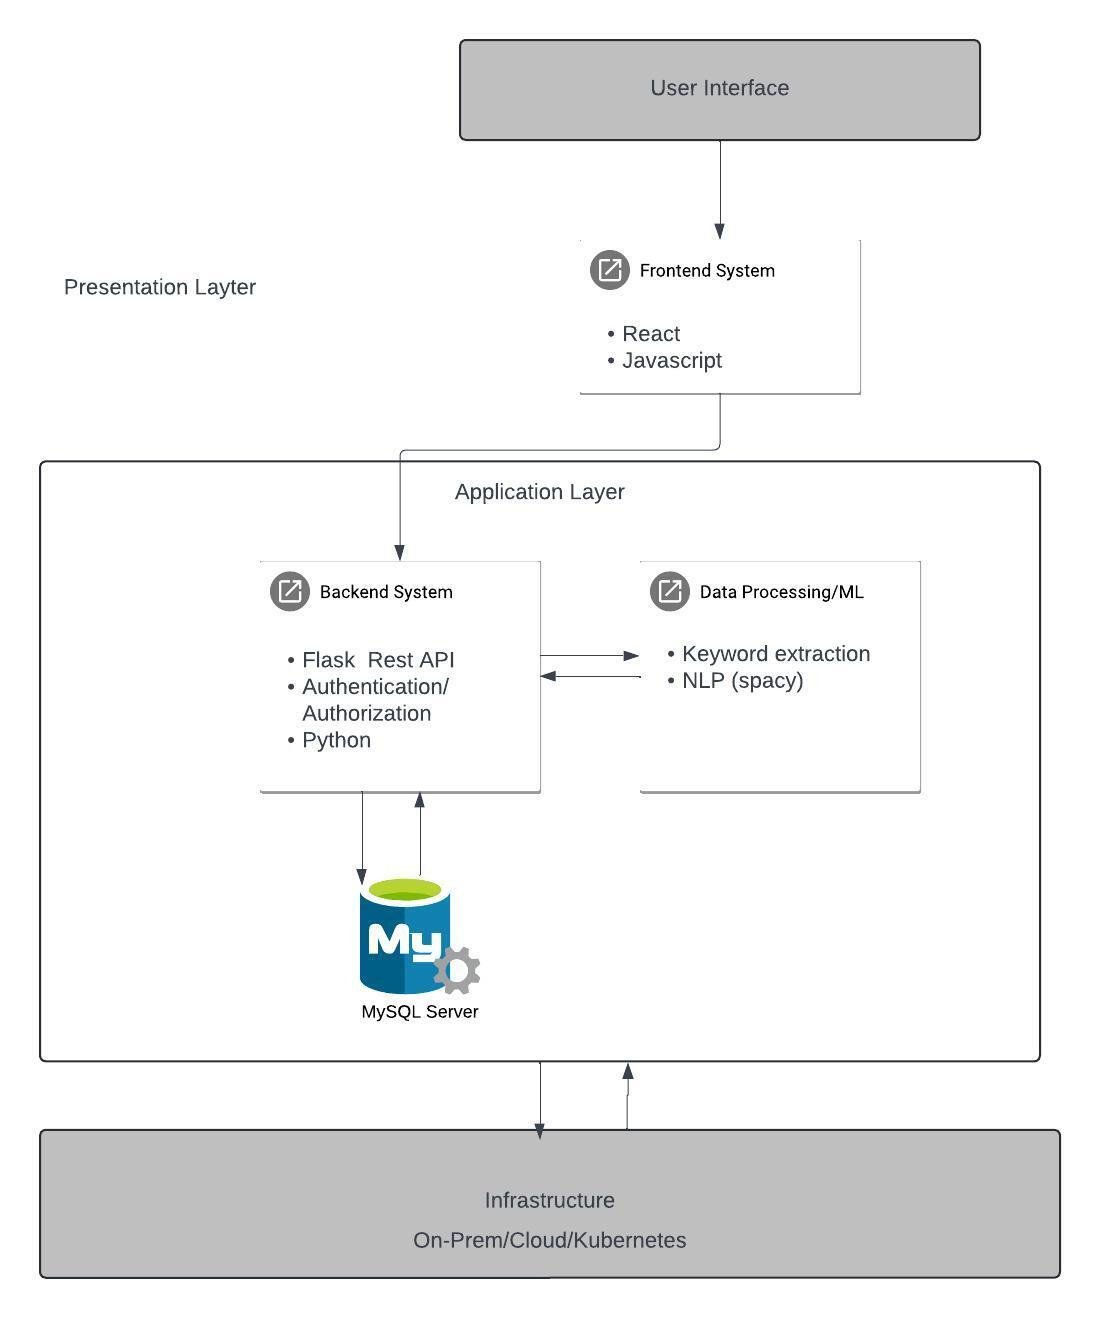 User Interface
Presentation Layter
Frontend System
• React
• Javascript
Application Layer
Backend System
• Flask  Rest API
• Authentication/
Authorization
• Python
Data Processing/ML
• Keyword extraction
• NLP (spacy)
My
MySQL Server
Infrastructure
On-Prem/Cloud/Kubernetes